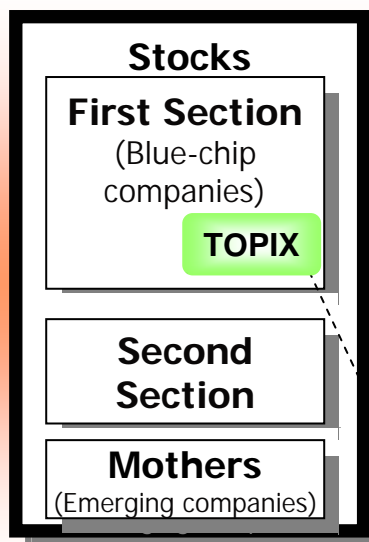 Stocks
First Section
(Blue-chip
companies)
TOPIX
Second
Section
Mothers
(Emerging companies)